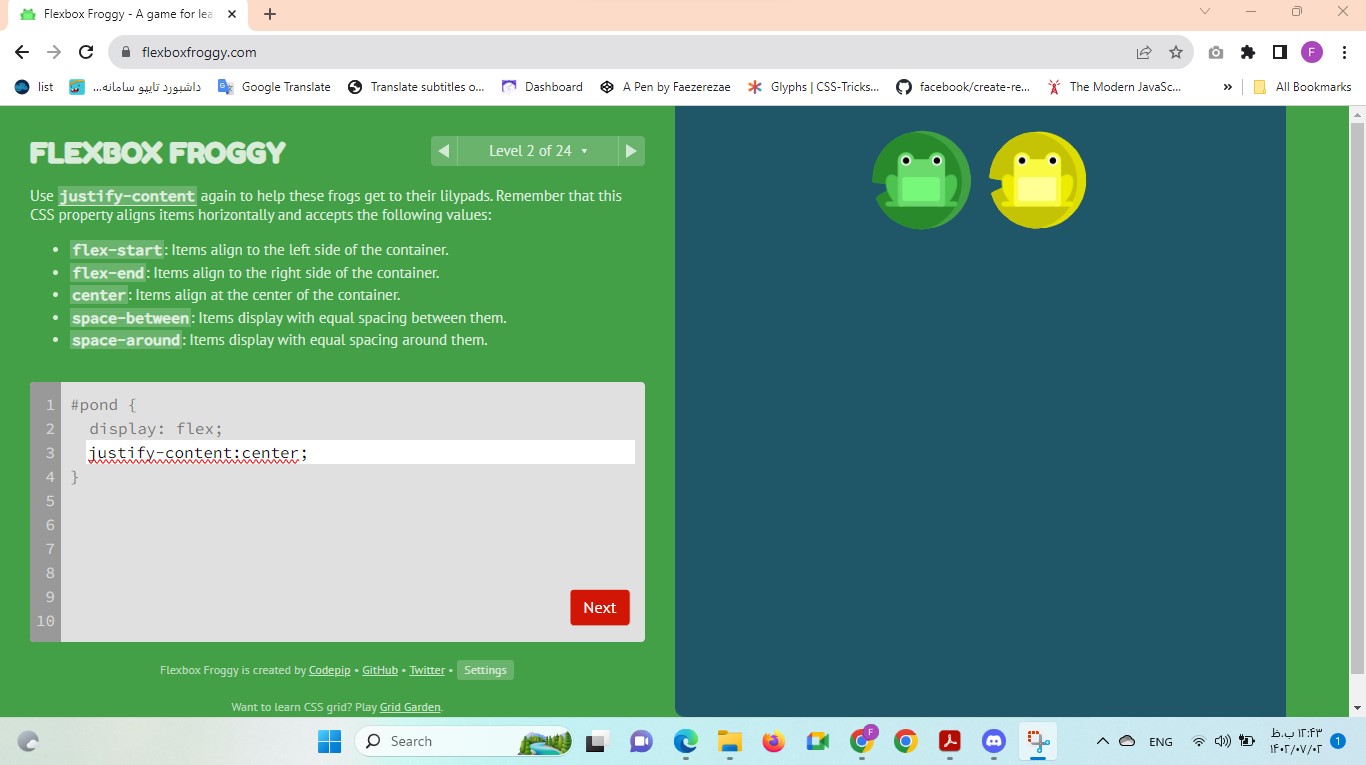 Flexbox Froggy - A game for lea
flexboxfroggy.com
F
list
داشبورد تاپیو سامانه...
Google Translate
Translate subtitles o...
Dashboard
A Pen by Faezerezae
Glyphs | CSS-Tricks...
facebook/create-re...
The Modern JavaSc...
»
All Bookmarks
FLEXBOX FROGGY
Level 2 of 24
Use justify-content again to help these frogs get to their lilypads. Remember that this
CSS property aligns items horizontally and accepts the following values:
• flex-start: Items align to the left side of the container.
• flex-end: Items align to the right side of the container.
• center: Items align at the center of the container.
• space-between: Items display with equal spacing between them.
• space-around: Items display with equal spacing around them.
1 #pond {
2 display: flex;
3 justify-content:center;
4 }
5
6
7
8
9
10
Next
Flexbox Froggy is created by Codepip • GitHub • Twitter • Settings
Want to learn CSS grid? Play Grid Garden.
Search
F
ENG
۱۲:۴۳ ب.ظ
۱۴۰۲/۰۷/۰۲
1